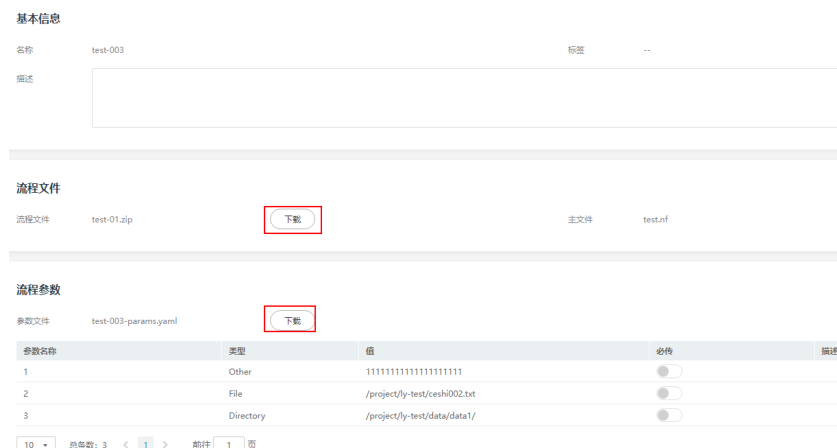 基本信息
名称 test-003 标签 --
描述
流程文件
流程文件 test-01.zip 下载 主文件 test.nf
流程参数
参数文件 test-003-params.yaml 下载
参数名称 类型 值 必传 描述
1 Other 11111111111111111111
2 File /project/ly-test/ceshi002.txt
3 Directory /project/ly-test/data/data1/
10 总条数: 3 < 1 > 前往 1 页